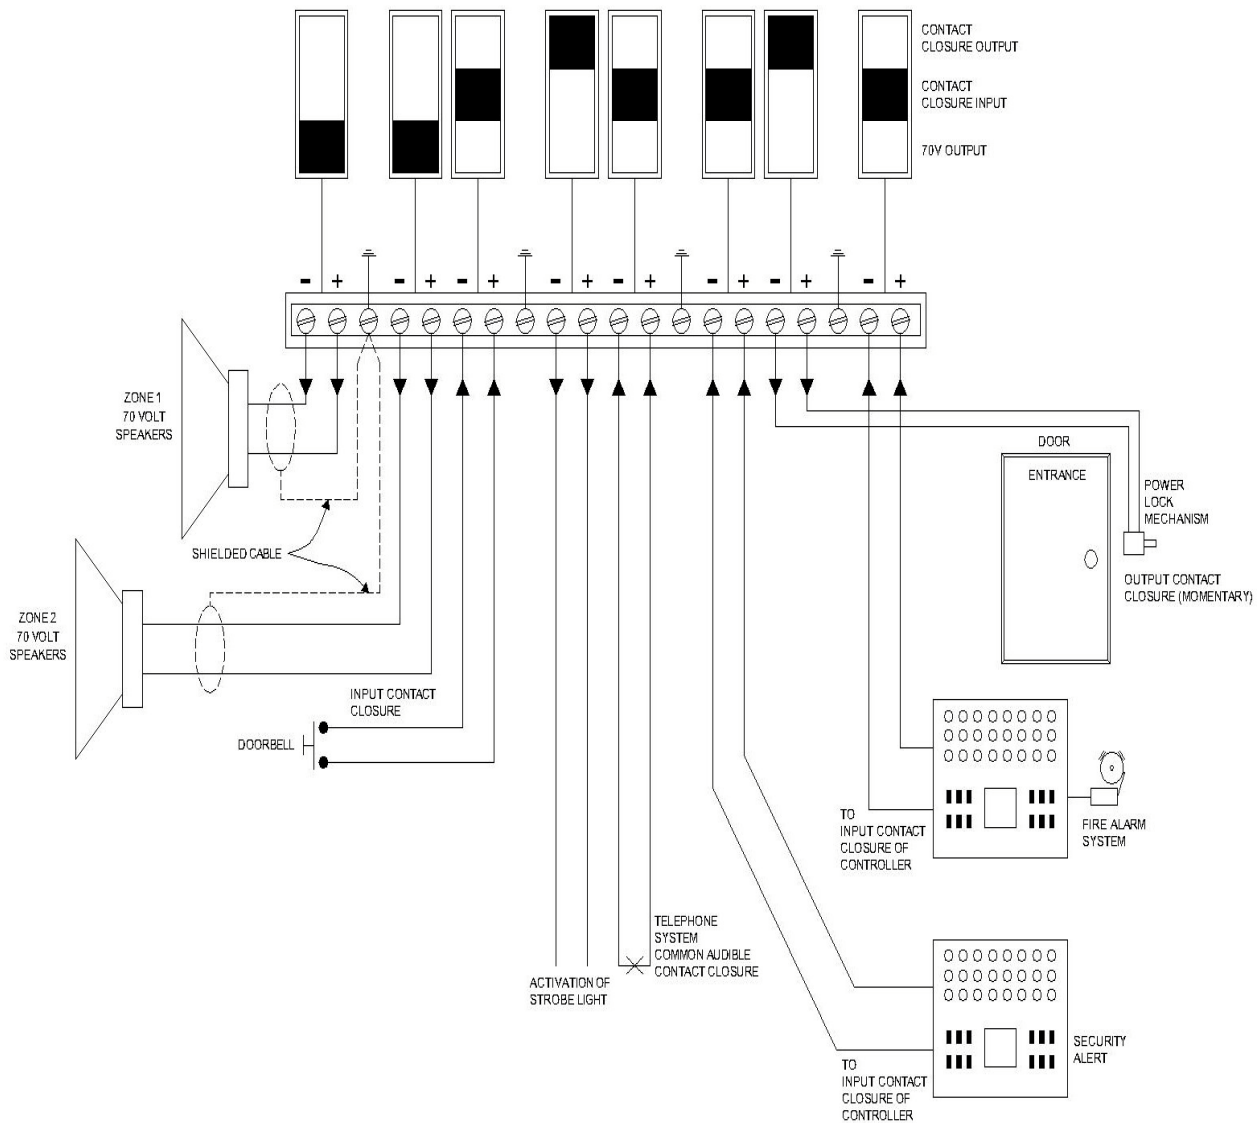 CONTACT
CLOSURE OUTPUT
CONTACT
CLOSURE INPUT
70V OUTPUT
- + - + - + - + - + - + - + - +
ZONE 1
70 VOLT
SPEAKERS
SHIELDED CABLE
ZONE 2
70 VOLT
SPEAKERS
INPUT CONTACT
CLOSURE
DOORBELL
DOOR
ENTRANCE
POWER
LOCK
MECHANISM
OUTPUT CONTACT
CLOSURE (MOMENTARY)
TO
INPUT CONTACT
CLOSURE OF
CONTROLLER
FIRE ALARM
SYSTEM
TELEPHONE
SYSTEM
COMMON AUDIBLE
CONTACT CLOSURE
ACTIVATION OF
STROBE LIGHT
SECURITY
ALERT
TO
INPUT CONTACT
CLOSURE OF
CONTROLLER